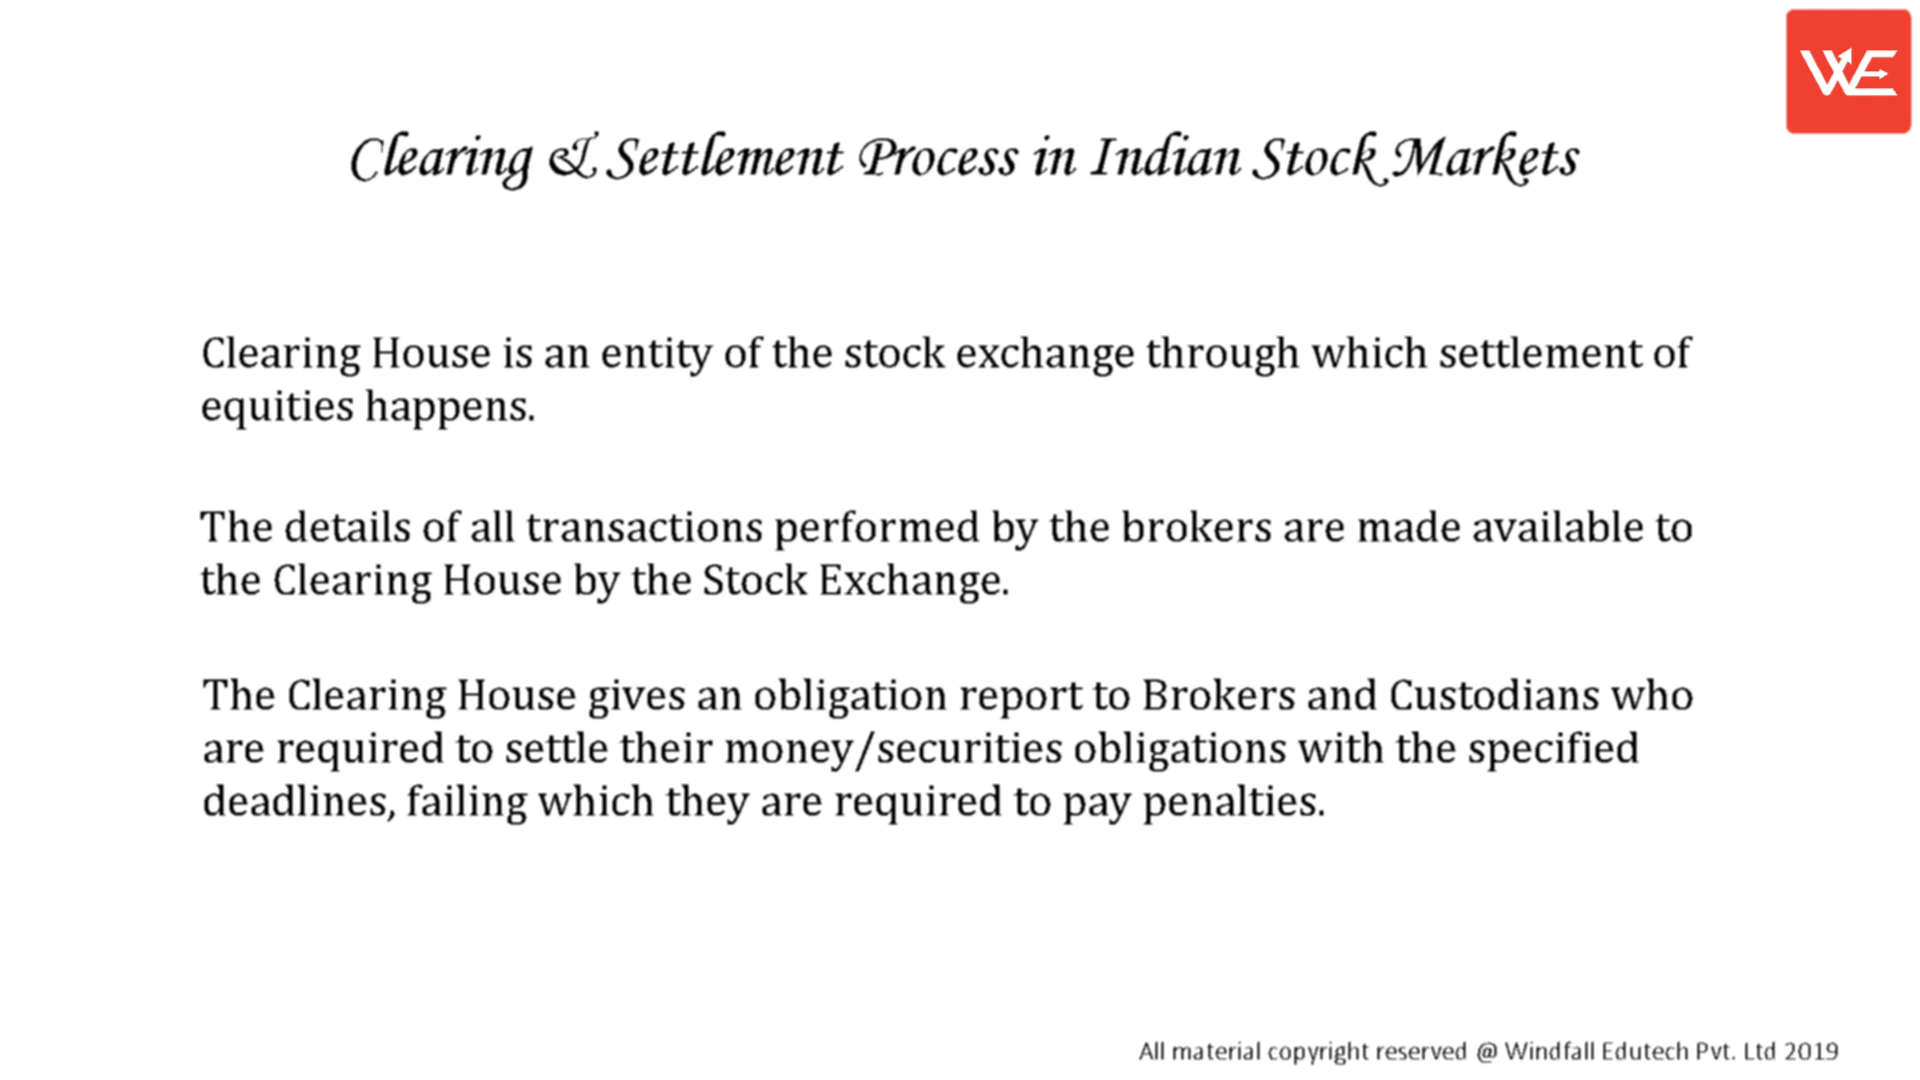 WE
Clearing & Settlement Process in Indian Stock Markets
Clearing House is an entity of the stock exchange through which settlement of
equities happens.
The details of all transactions performed by the brokers are made available to
the Clearing House by the Stock Exchange.
The Clearing House gives an obligation report to Brokers and Custodians who
are required to settle their money/securities obligations with the specified
deadlines, failing which they are required to pay penalties.
All material copyright reserved @ Windfall Edutech Pvt. Ltd 2019